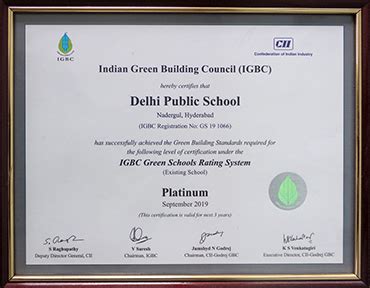 IGBC
CII
Confederation of Indian Industry
Indian Green Building Council (IGBC)
hereby certifies that
Delhi Public School
Nadergul, Hyderabad
(IGBC Registration No: GS 19 1066)
has successfully achieved the Green Building Standards required for
the following level of certification under the
IGBC Green Schools Rating System
(Existing School)
Platinum
September 2019
(This certification is valid for next 3 years)
S Raghupathy
Deputy Director General, CII
V Suresh
Chairman, IGBC
Jamshyd N Godrej
Chairman, CII-Godrej GBC
K S Venkatagiri
Executive Director, CII-Godrej GBC